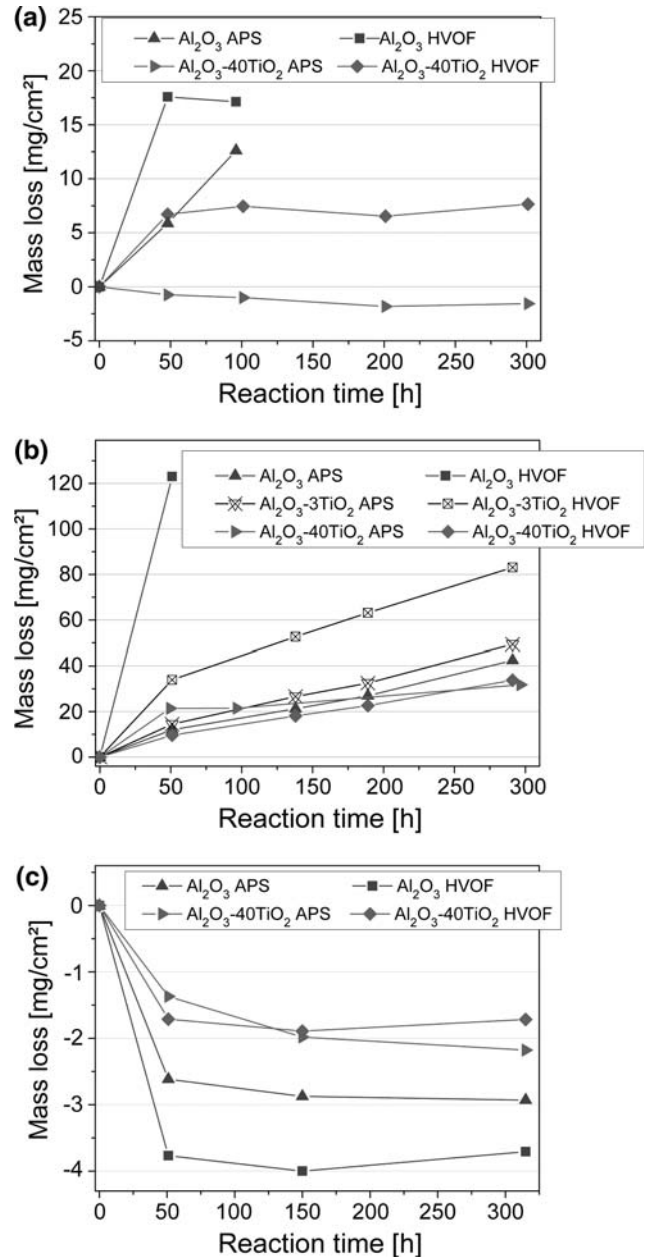 (a)
25
20
15
10
5
0
-5
Mass loss [mg/cm²]
Al₂O₃ APS Al₂O₃ HVOF
Al₂O₃-40TiO₂ APS Al₂O₃-40TiO₂ HVOF
0 50 100 150 200 250 300
Reaction time [h]
(b)
120
100
80
60
40
20
0
Mass loss [mg/cm²]
Al₂O₃ APS Al₂O₃ HVOF
Al₂O₃-3TiO₂ APS Al₂O₃-3TiO₂ HVOF
Al₂O₃-40TiO₂ APS Al₂O₃-40TiO₂ HVOF
0 50 100 150 200 250 300
Reaction time [h]
(c)
0
-1
-2
-3
-4
Mass loss [mg/cm²]
Al₂O₃ APS Al₂O₃ HVOF
Al₂O₃-40TiO₂ APS Al₂O₃-40TiO₂ HVOF
0 50 100 150 200 250 300
Reaction time [h]